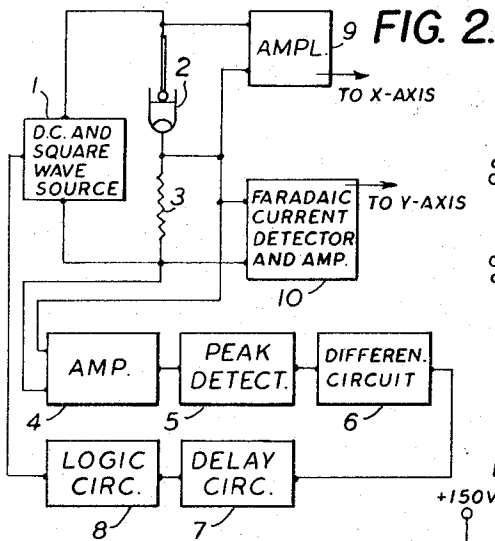 FIG. 2.
9
AMPL.
TO X-AXIS
2
1
D.C. AND
SQUARE
WAVE
SOURCE
3
FARADAIC
CURRENT
DETECTOR
AND AMP.
TO Y-AXIS
10
AMP.
4
PEAK
DETECT.
5
DIFFEREN.
CIRCUIT
6
LOGIC
CIRC.
8
DELAY
CIRC.
7
+150V